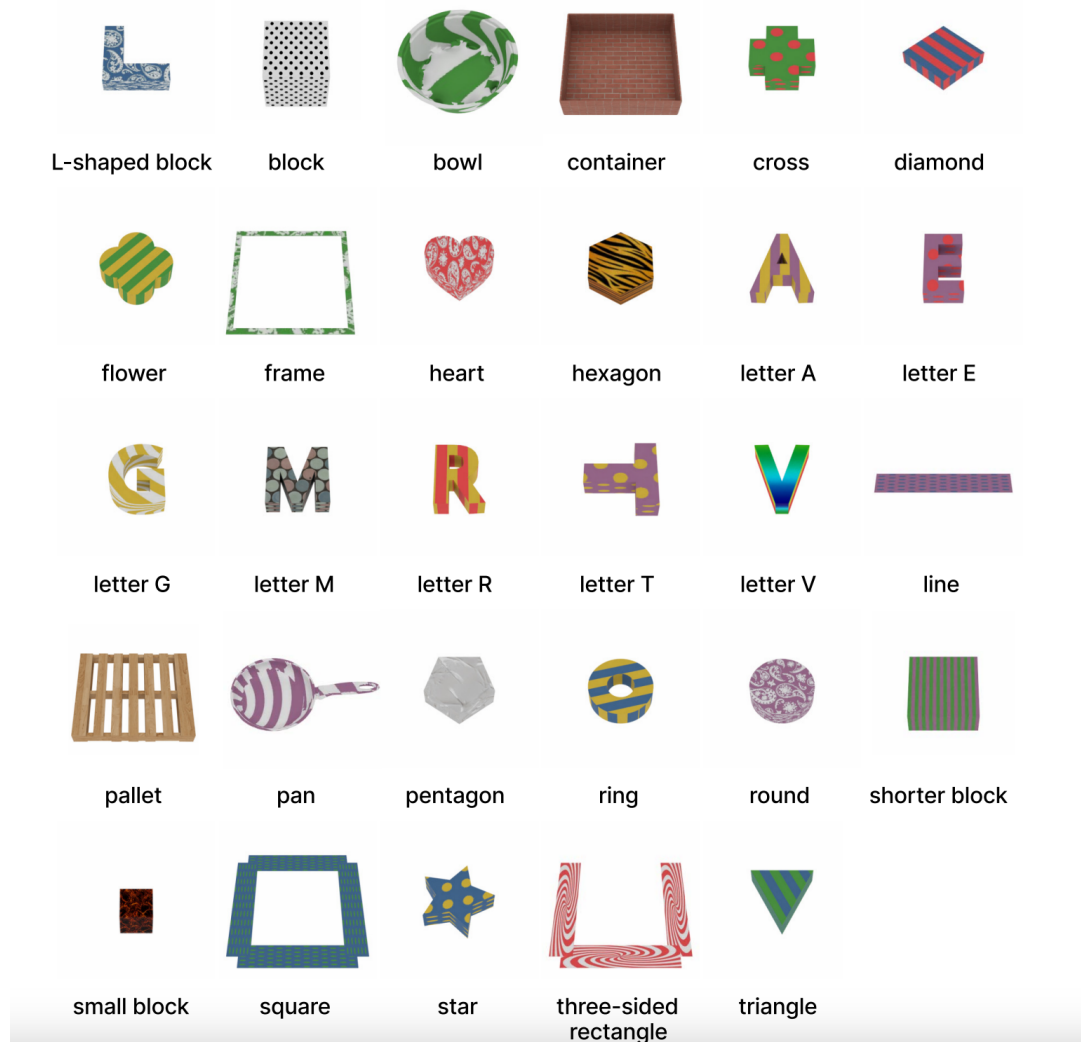 L-shaped block
block
bowl
container
cross
diamond
flower
frame
heart
hexagon
letter A
letter E
letter G
letter M
letter R
letter T
letter V
line
pallet
pan
pentagon
ring
round
shorter block
small block
square
star
three-sided
rectangle
triangle